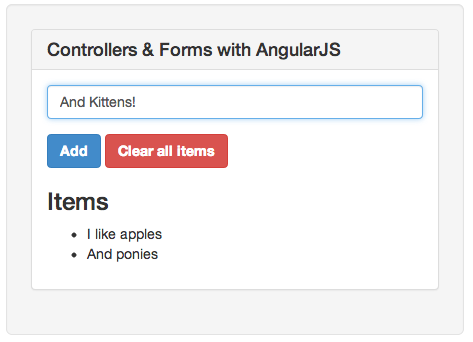 Controllers & Forms with AngularJS
And Kittens!
Add Clear all items
Items
I like apples
And ponies